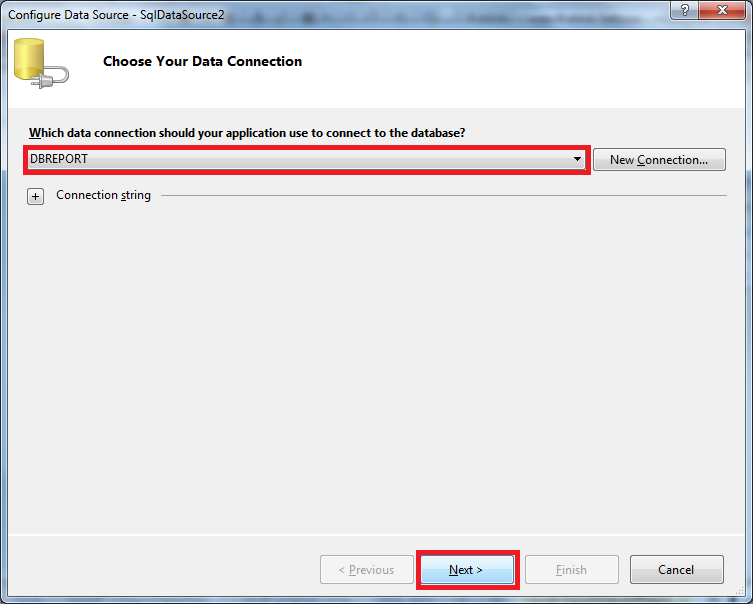 Configure Data Source - SqlDataSource2
?
Choose Your Data Connection
Which data connection should your application use to connect to the database?
DBREPORT
New Connection...
+ Connection string
< Previous
Next >
Finish
Cancel